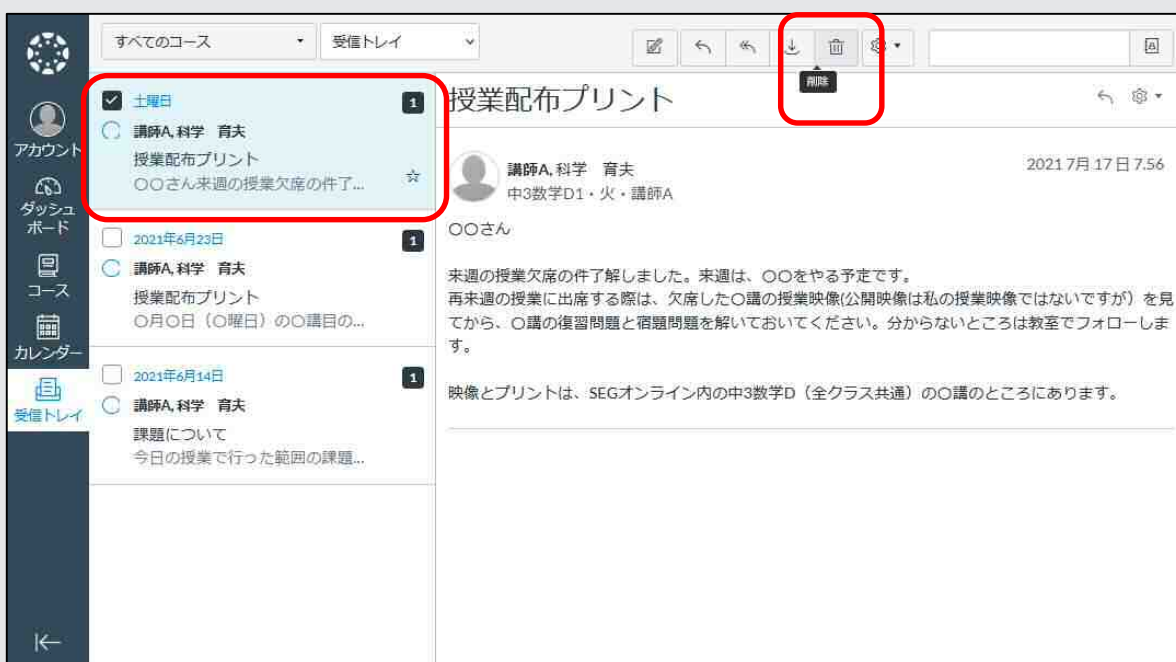 すべてのコース
受信トレイ
削除
アカウント
ダッシュ
ボード
コース
カレンダー
受信トレイ
土曜日
1
講師A, 科学 育夫
授業配布プリント
〇〇さん来週の授業欠席の件了...
2021年6月23日
1
講師A, 科学 育夫
授業配布プリント
〇月〇日（〇曜日）の〇講目の...
2021年6月14日
1
講師A, 科学 育夫
課題について
今日の授業で行った範囲の課題...
授業配布プリント
講師A, 科学 育夫
2021 7月 17 日 7.56
中3数学D1・火・講師A
〇〇さん
来週の授業欠席の件了解しました。来週は、〇〇をやる予定です。
再来週の授業に出席する際は、欠席した〇講の授業映像(公開映像は私の授業映像ではないですが）を見
てから、〇講の復習問題と宿題問題を解いておいてください。分からないところは教室でフォローしま
す。
映像とプリントは、SEGオンライン内の中3数学D（全クラス共通）の〇講のところにあります。